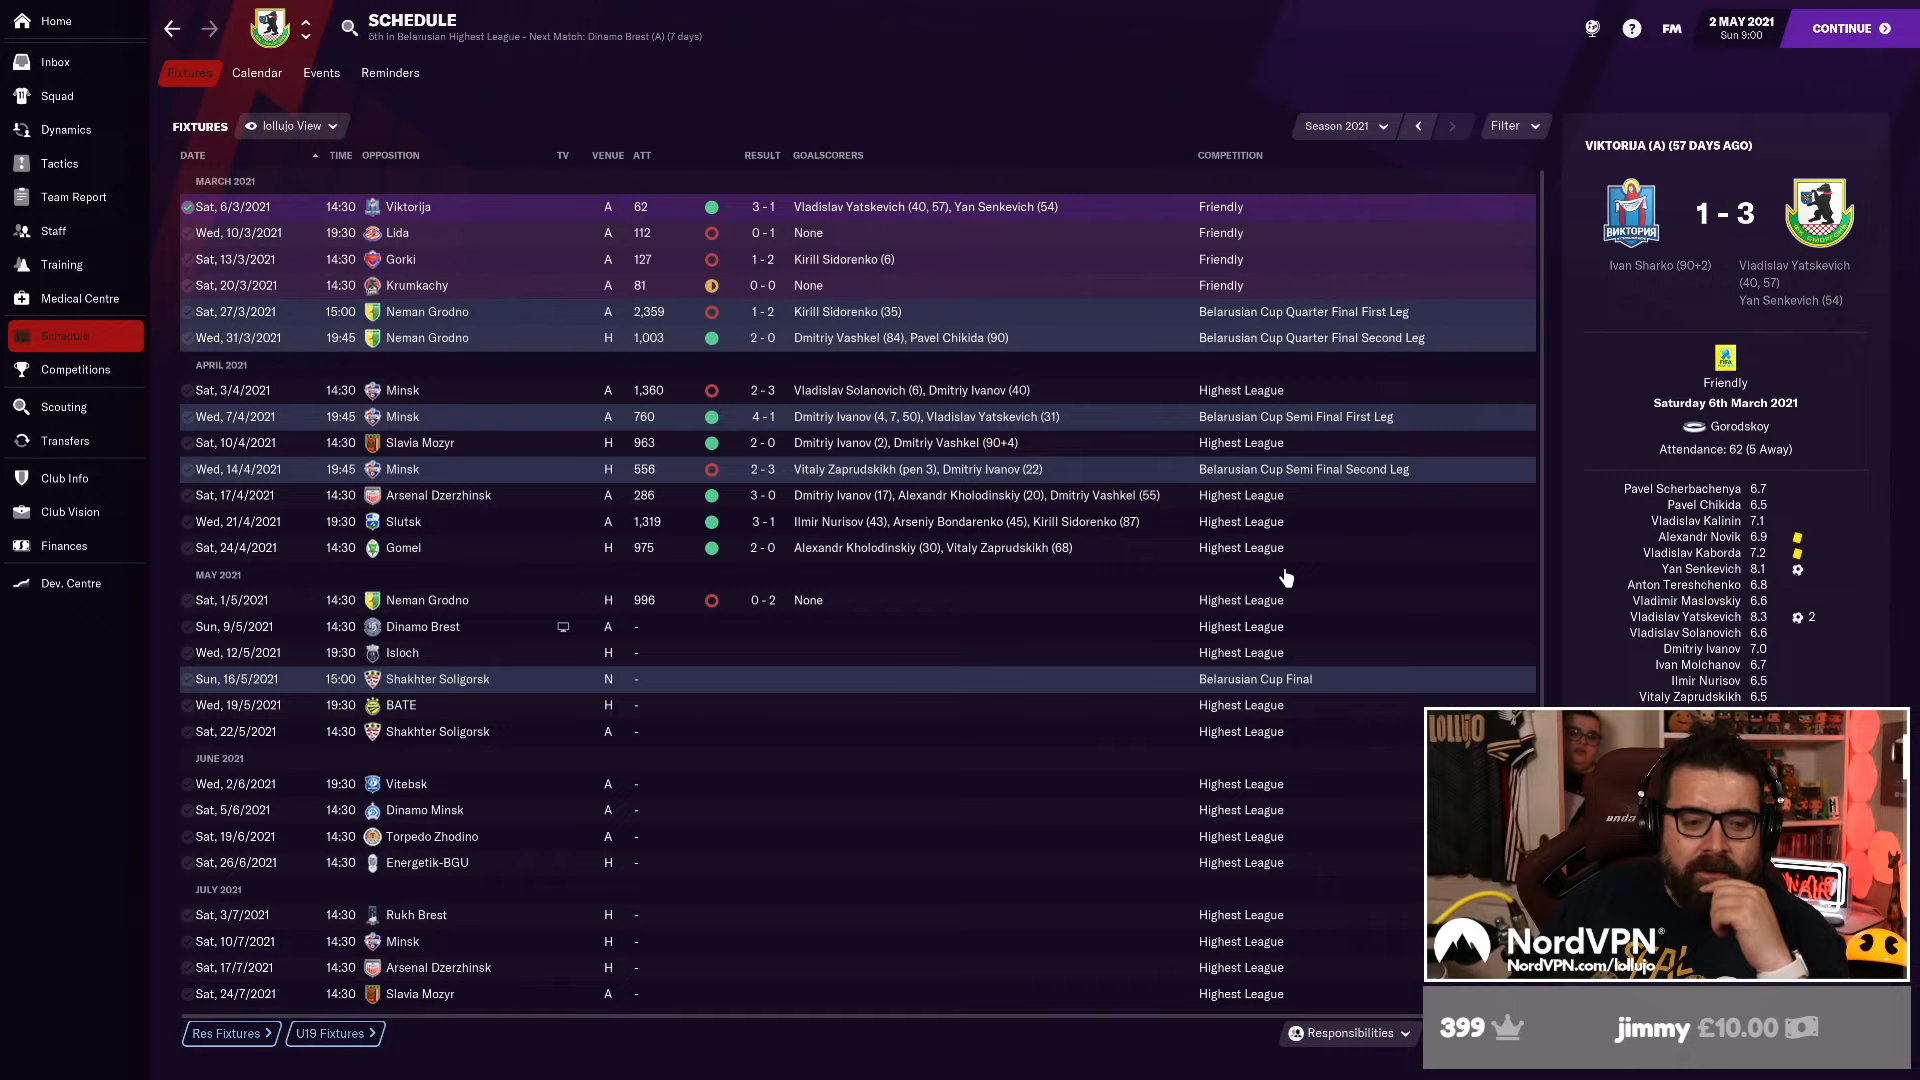 Home
Inbox
Squad
Dynamics
Tactics
Team Report
Staff
Training
Medical Centre
Schedule
Competitions
Scouting
Transfers
Club Info
Club Vision
Finances
Dev. Centre
SCHEDULE
5th in Belarusian Highest League - Next Match: Dinamo Brest (A) (7 days)
FM
2 MAY 2021
Sun 9:00
CONTINUE
Fixtures Calendar Events Reminders
FIXTURES lollujo View Season 2021 Filter
DATE TIME OPPOSITION TV VENUE ATT RESULT GOALSCORERS COMPETITION
MARCH 2021
Sat, 6/3/2021 14:30 Viktorija A 62 3 - 1 Vladislav Yatskevich (40, 57), Yan Senkevich (54) Friendly
Wed, 10/3/2021 19:30 Lida A 112 0 - 1 None Friendly
Sat, 13/3/2021 14:30 Gorki A 127 1 - 2 Kirill Sidorenko (6) Friendly
Sat, 20/3/2021 14:30 Krumkachy A 81 0 - 0 None Friendly
Sat, 27/3/2021 15:00 Neman Grodno A 2,359 1 - 2 Kirill Sidorenko (35) Belarusian Cup Quarter Final First Leg
Wed, 31/3/2021 19:45 Neman Grodno H 1,003 2 - 0 Dmitriy Vashkel (84), Pavel Chikida (90) Belarusian Cup Quarter Final Second Leg
APRIL 2021
Sat, 3/4/2021 14:30 Minsk A 1,360 2 - 3 Vladislav Solanovich (6), Dmitriy Ivanov (40) Highest League
Wed, 7/4/2021 19:45 Minsk A 760 4 - 1 Dmitriy Ivanov (4, 7, 50), Vladislav Yatskevich (31) Belarusian Cup Semi Final First Leg
Sat, 10/4/2021 14:30 Slavia Mozyr H 963 2 - 0 Dmitriy Ivanov (2), Dmitriy Vashkel (90+4) Highest League
Wed, 14/4/2021 19:45 Minsk H 556 2 - 3 Vitaly Zaprudskikh (pen 3), Dmitriy Ivanov (22) Belarusian Cup Semi Final Second Leg
Sat, 17/4/2021 14:30 Arsenal Dzerzhinsk A 286 3 - 0 Dmitriy Ivanov (17), Alexandr Kholodinskiy (20), Dmitriy Vashkel (55) Highest League
Wed, 21/4/2021 19:30 Slutsk A 1,319 3 - 1 Ilmir Nurisov (43), Arseniy Bondarenko (45), Kirill Sidorenko (87) Highest League
Sat, 24/4/2021 14:30 Gomel H 975 2 - 0 Alexandr Kholodinskiy (30), Vitaly Zaprudskikh (68) Highest League
MAY 2021
Sat, 1/5/2021 14:30 Neman Grodno H 996 0 - 2 None Highest League
Sun, 9/5/2021 14:30 Dinamo Brest A - Highest League
Wed, 12/5/2021 19:30 Isloch H - Highest League
Sun, 16/5/2021 15:00 Shakhter Soligorsk N - Belarusian Cup Final
Wed, 19/5/2021 19:30 BATE H - Highest League
Sat, 22/5/2021 14:30 Shakhter Soligorsk A - Highest League
JUNE 2021
Wed, 2/6/2021 19:30 Vitebsk A - Highest League
Sat, 5/6/2021 14:30 Dinamo Minsk A - Highest League
Sat, 19/6/2021 14:30 Torpedo Zhodino A - Highest League
Sat, 26/6/2021 14:30 Energetik-BGU H - Highest League
JULY 2021
Sat, 3/7/2021 14:30 Rukh Brest H - Highest League
Sat, 10/7/2021 14:30 Minsk H - Highest League
Sat, 17/7/2021 14:30 Arsenal Dzerzhinsk H - Highest League
Sat, 24/7/2021 14:30 Slavia Mozyr A - Highest League
Res Fixtures U19 Fixtures Responsibilities
VIKTORIJA (A) (57 DAYS AGO)
ВИКТОРИЯ
1 - 3
ФК СМОРГОНЬ
Ivan Sharko (90+2)
Vladislav Yatskevich
(40, 57)
Yan Senkevich (54)
FIFA
Friendly
Saturday 6th March 2021
Gorodskoy
Attendance: 62 (5 Away)
Pavel Scherbachenya 6.7
Pavel Chikida 6.5
Vladislav Kalinin 7.1
Alexandr Novik 6.9
Vladislav Kaborda 7.2
Yan Senkevich 8.1
Anton Tereshchenko 6.8
Vladimir Maslovskiy 6.6
Vladislav Yatskevich 8.3 2
Vladislav Solanovich 6.6
Dmitriy Ivanov 7.0
Ivan Molchanov 6.7
Ilmir Nurisov 6.5
Vitaly Zaprudskikh 6.5
lollujo
anda
NordVPN®
NordVPN.com/lollujo
399 jimmy £10.00